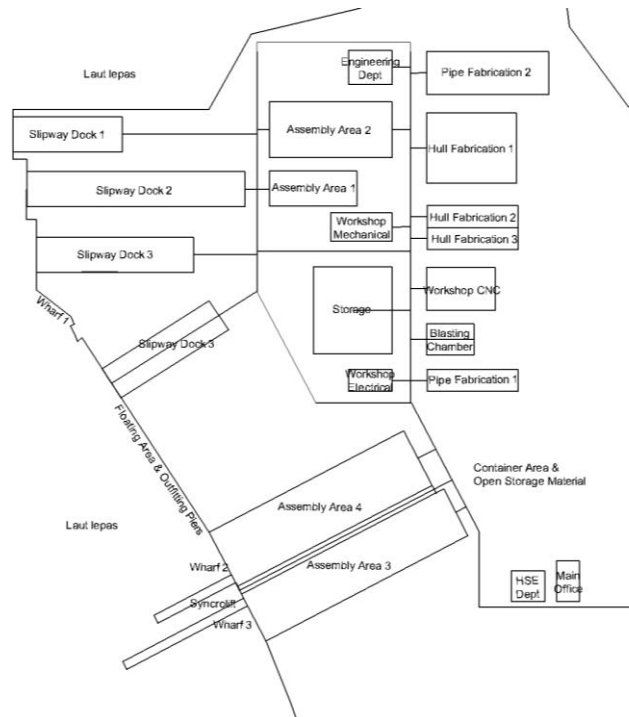 Engineering
Dept
Pipe Fabrication 2
Laut lepas
Slipway Dock 1
Assembly Area 2
Hull Fabrication 1
Slipway Dock 2
Assembly Area 1
Workshop
Mechanical
Hull Fabrication 2
Hull Fabrication 3
Slipway Dock 3
Workshop CNC
Wharf 1
Storage
Blasting
Chamber
Slipway Dock 3
Workshop
Electrical
Pipe Fabrication 1
Floating Area & Outfitting Piers
Container Area &
Open Storage Material
Assembly Area 4
Laut lepas
Assembly Area 3
Wharf 2
HSE
Dept
Main
Office
Syncrolift
Wharf 3